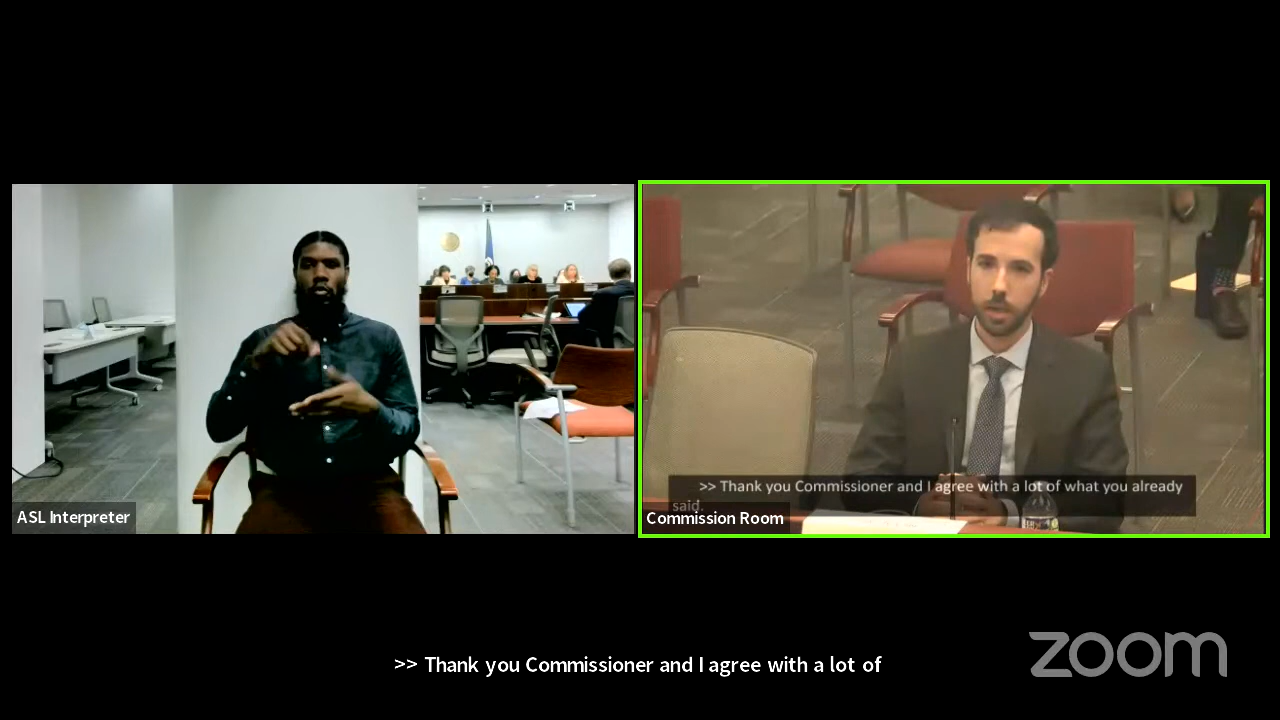 >> Thank you Commissioner and I agree with a lot of what you already
said.
ASL Interpreter
Commission Room
>> Thank you Commissioner and I agree with a lot of
zoom